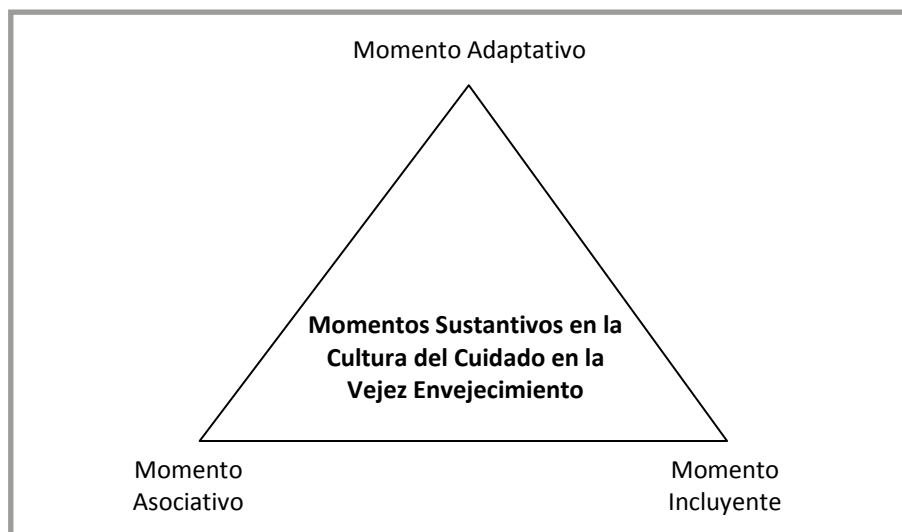 Momento Adaptativo
Momentos Sustantivos en la
Cultura del Cuidado en la
Vejez Envejecimiento
Momento
Asociativo
Momento
Incluyente